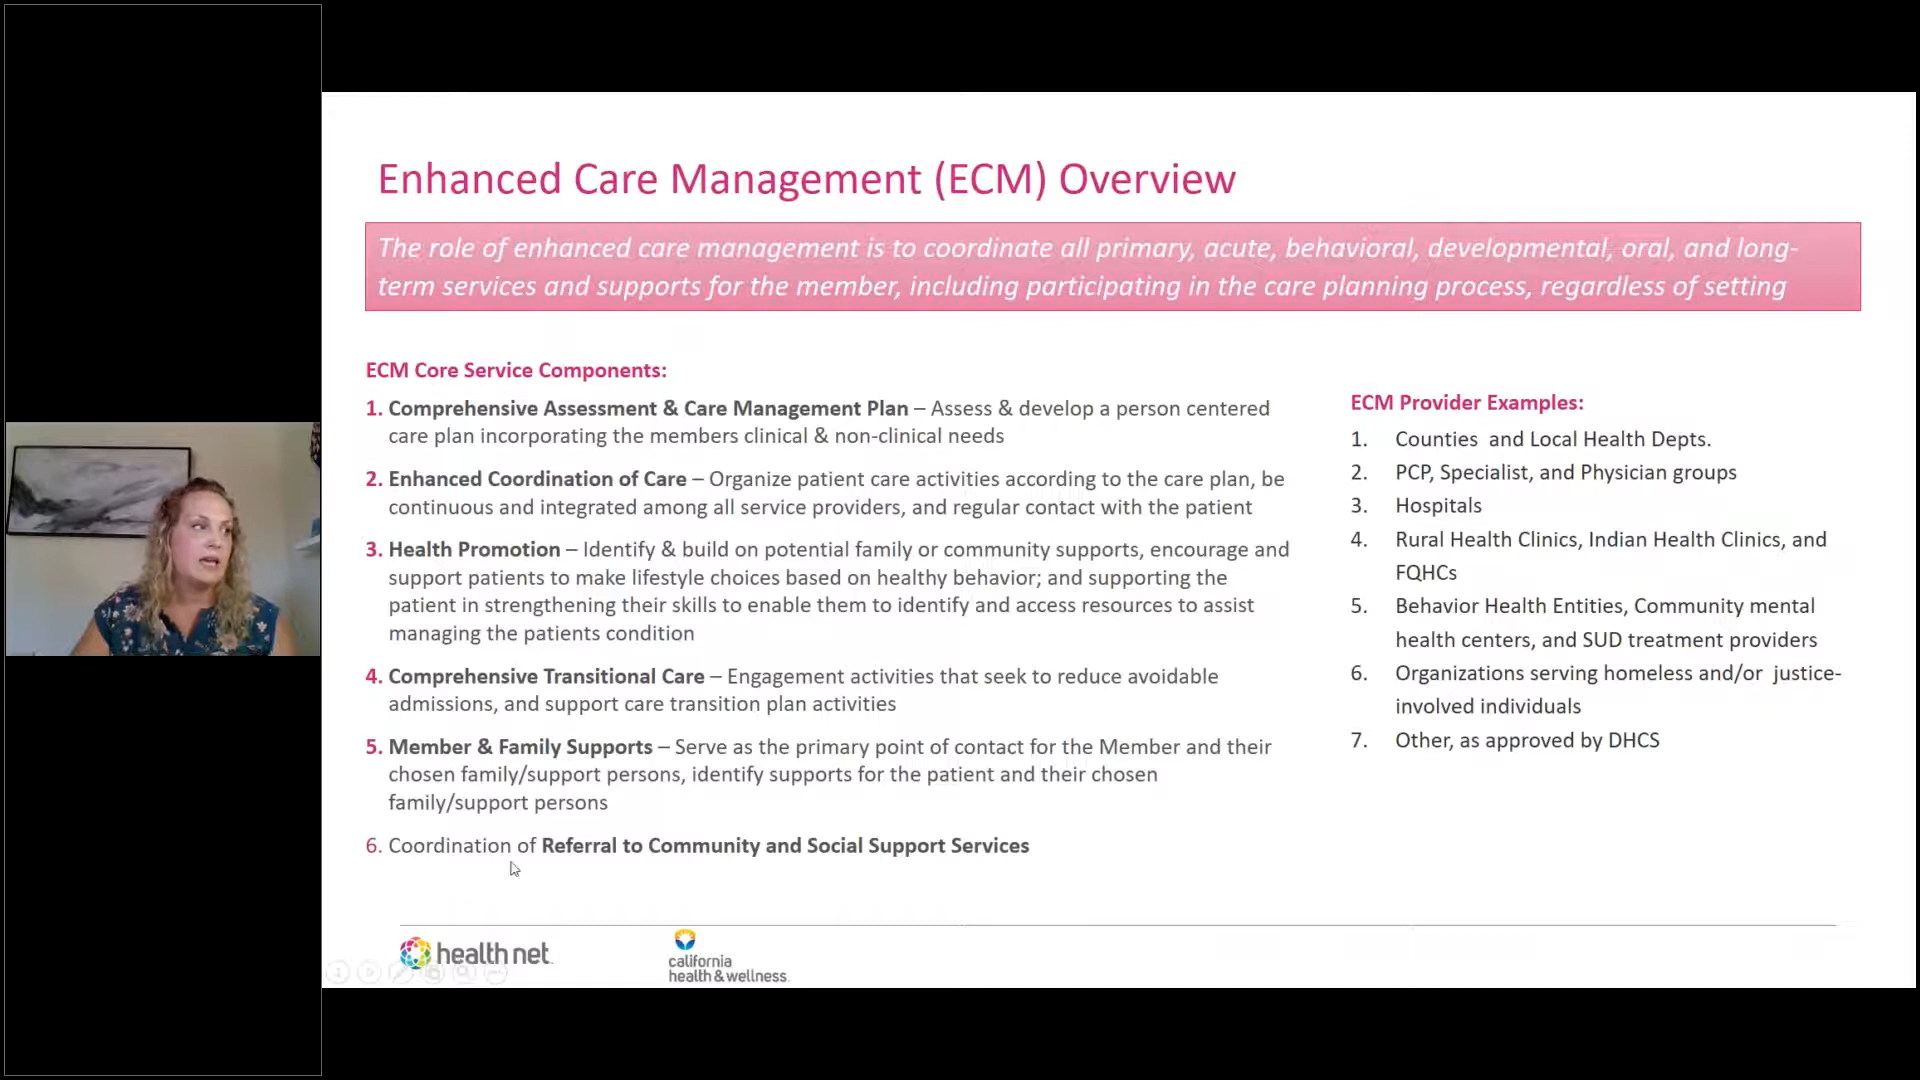 Enhanced Care Management (ECM) Overview
The role of enhanced care management is to coordinate all primary, acute, behavioral, developmental, oral, and long-
term services and supports for the member, including participating in the care planning process, regardless of setting
ECM Core Service Components:
1. Comprehensive Assessment & Care Management Plan – Assess & develop a person centered
care plan incorporating the members clinical & non-clinical needs
2. Enhanced Coordination of Care – Organize patient care activities according to the care plan, be
continuous and integrated among all service providers, and regular contact with the patient
3. Health Promotion – Identify & build on potential family or community supports, encourage and
support patients to make lifestyle choices based on healthy behavior; and supporting the
patient in strengthening their skills to enable them to identify and access resources to assist
managing the patients condition
4. Comprehensive Transitional Care – Engagement activities that seek to reduce avoidable
admissions, and support care transition plan activities
5. Member & Family Supports – Serve as the primary point of contact for the Member and their
chosen family/support persons, identify supports for the patient and their chosen
family/support persons
6. Coordination of Referral to Community and Social Support Services
ECM Provider Examples:
1. Counties and Local Health Depts.
2. PCP, Specialist, and Physician groups
3. Hospitals
4. Rural Health Clinics, Indian Health Clinics, and
FQHCs
5. Behavior Health Entities, Community mental
health centers, and SUD treatment providers
6. Organizations serving homeless and/or justice-
involved individuals
7. Other, as approved by DHCS
health net
california
health & wellness